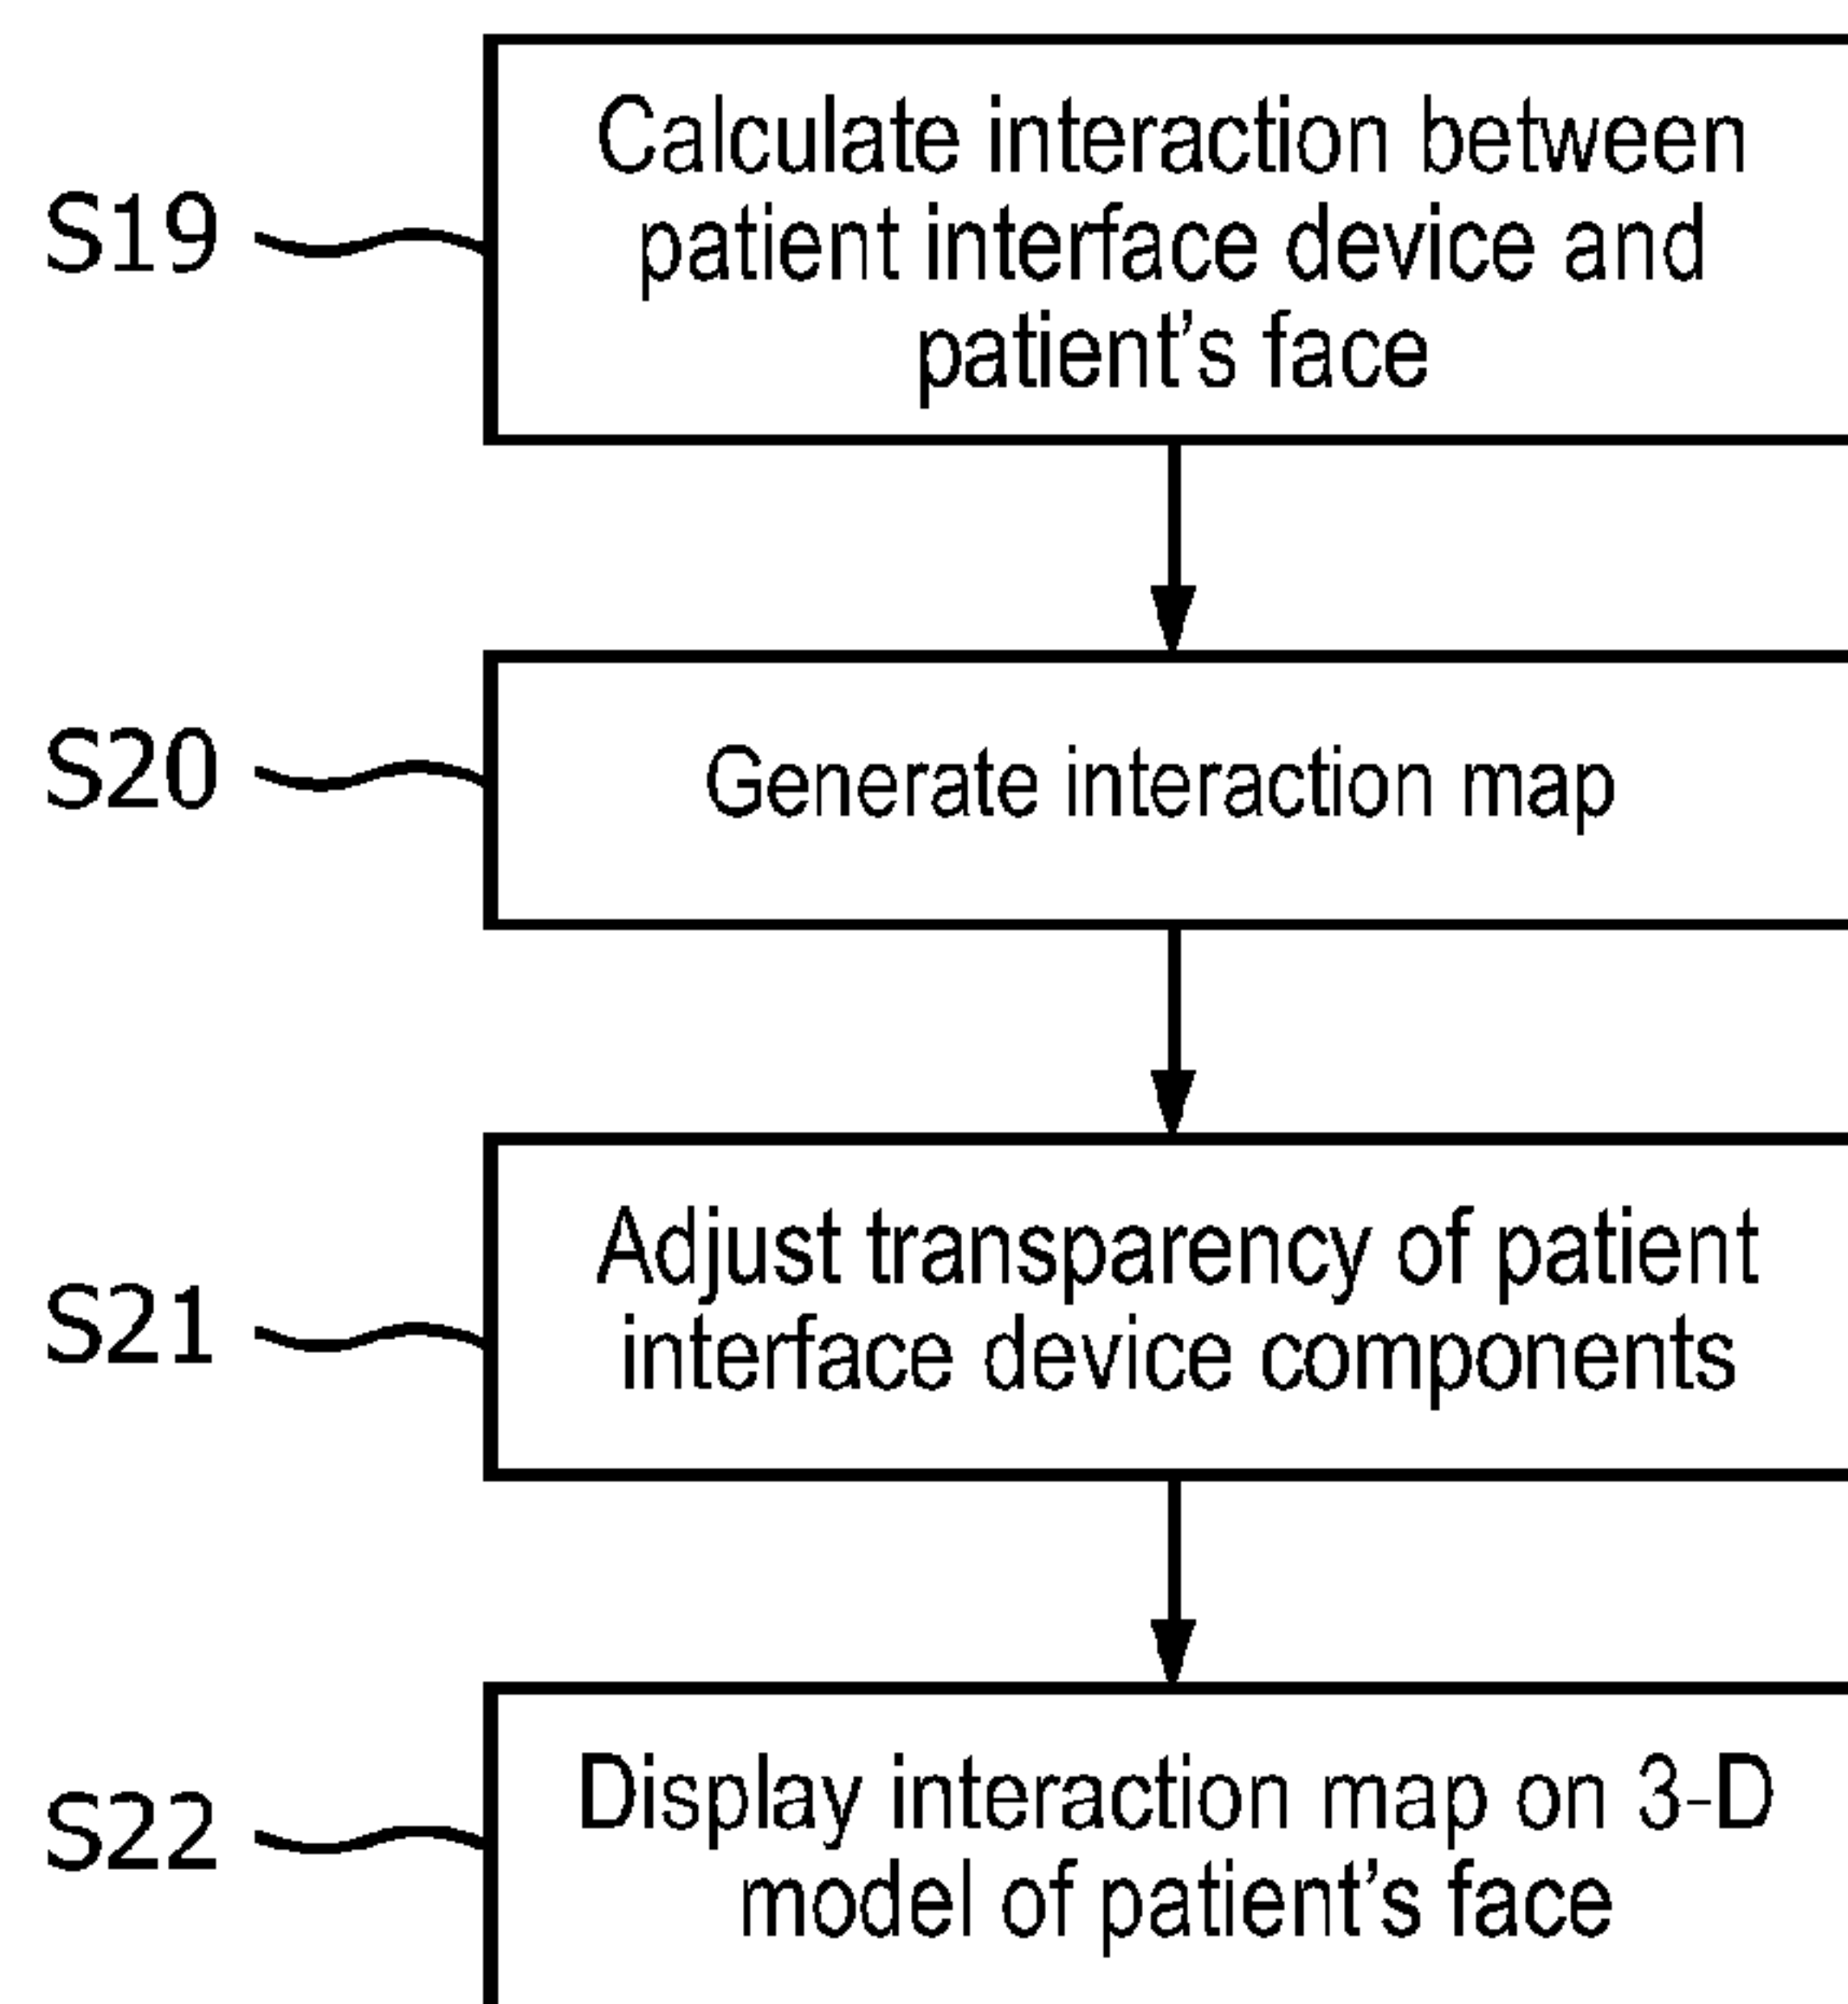 S19
Calculate interaction between
patient interface device and
patient's face
S20
Generate interaction map
S21
Adjust transparency of patient
interface device components
S22
Display interaction map on 3-D
model of patient's face